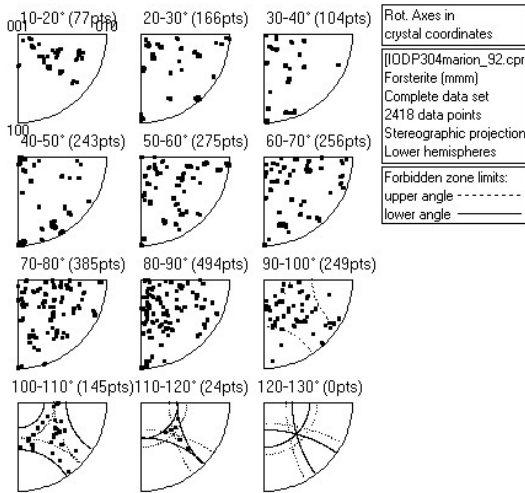 10-20° (77pts)
20-30° (166pts)
30-40° (104pts)
001
010
100
Rot. Axes in
crystal coordinates
[IODP304marion_92.cpr
Forsterite (mmm)
Complete data set
2418 data points
Stereographic projection
Lower hemispheres
Forbidden zone limits:
upper angle
lower angle
40-50° (243pts)
50-60° (275pts)
60-70° (256pts)
70-80° (385pts)
80-90° (494pts)
90-100° (249pts)
100-110° (145pts)
110-120° (24pts)
120-130° (0pts)